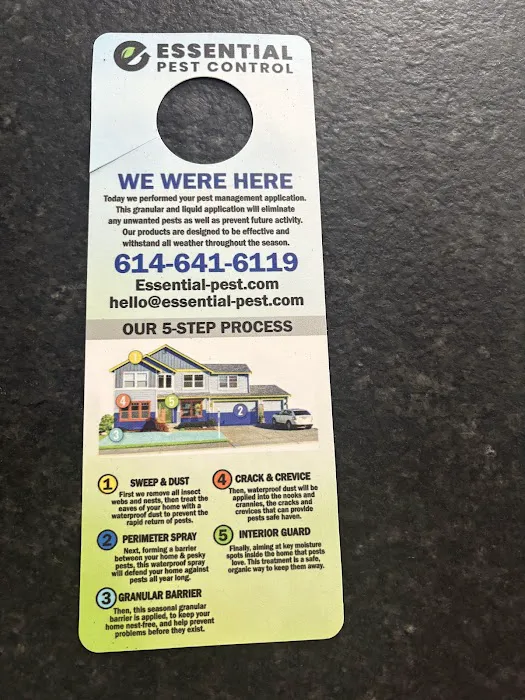 ESSENTIAL
PEST CONTROL
WE WERE HERE
Today we performed your pest management application.
This granular and liquid application will eliminate
any unwanted pests as well as prevent future activity.
Our products are designed to be effective and
withstand all weather throughout the season.
614-641-6119
Essential-pest.com
hello@essential-pest.com
OUR 5-STEP PROCESS
1
4
5
2
3
1 SWEEP & DUST
First we remove all insect
webs and nests, then treat the
eaves of your home with a
waterproof dust to prevent the
rapid return of pests.
2 PERIMETER SPRAY
Next, forming a barrier
between your home & pesky
pests, this waterproof spray
will defend your home against
pests all year long.
3 GRANULAR BARRIER
Then, this seasonal granular
barrier is applied, to keep your
home nest-free, and help prevent
problems before they exist.
4 CRACK & CREVICE
Then, waterproof dust will be
applied into the nooks and
crannies, the cracks and
crevices that can provide
pests safe haven.
5 INTERIOR GUARD
Finally, aiming at key moisture
spots inside the home that pests
love. This treatment is a safe,
organic way to keep them away.